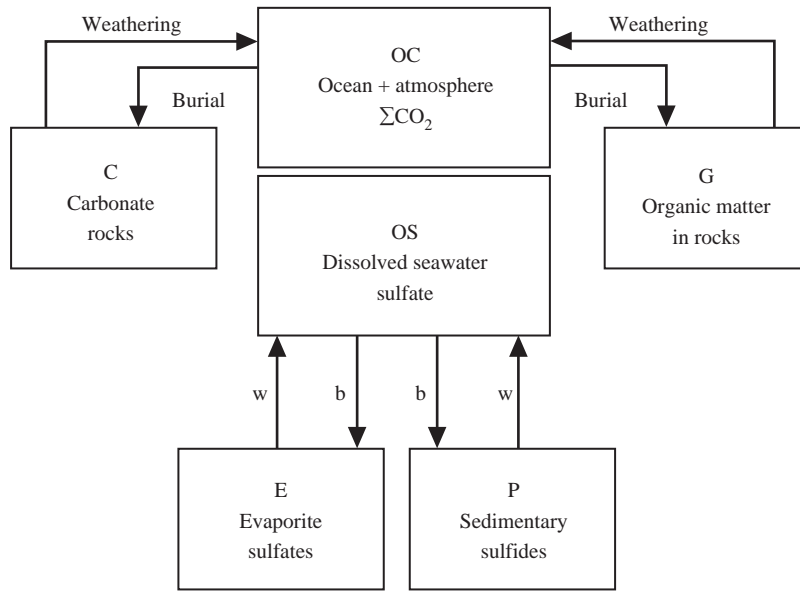 Weathering
Burial
OC
Ocean + atmosphere
∑CO2
Weathering
Burial
C
Carbonate
rocks
G
Organic matter
in rocks
OS
Dissolved seawater
sulfate
w
b
b
w
E
Evaporite
sulfates
P
Sedimentary
sulfides